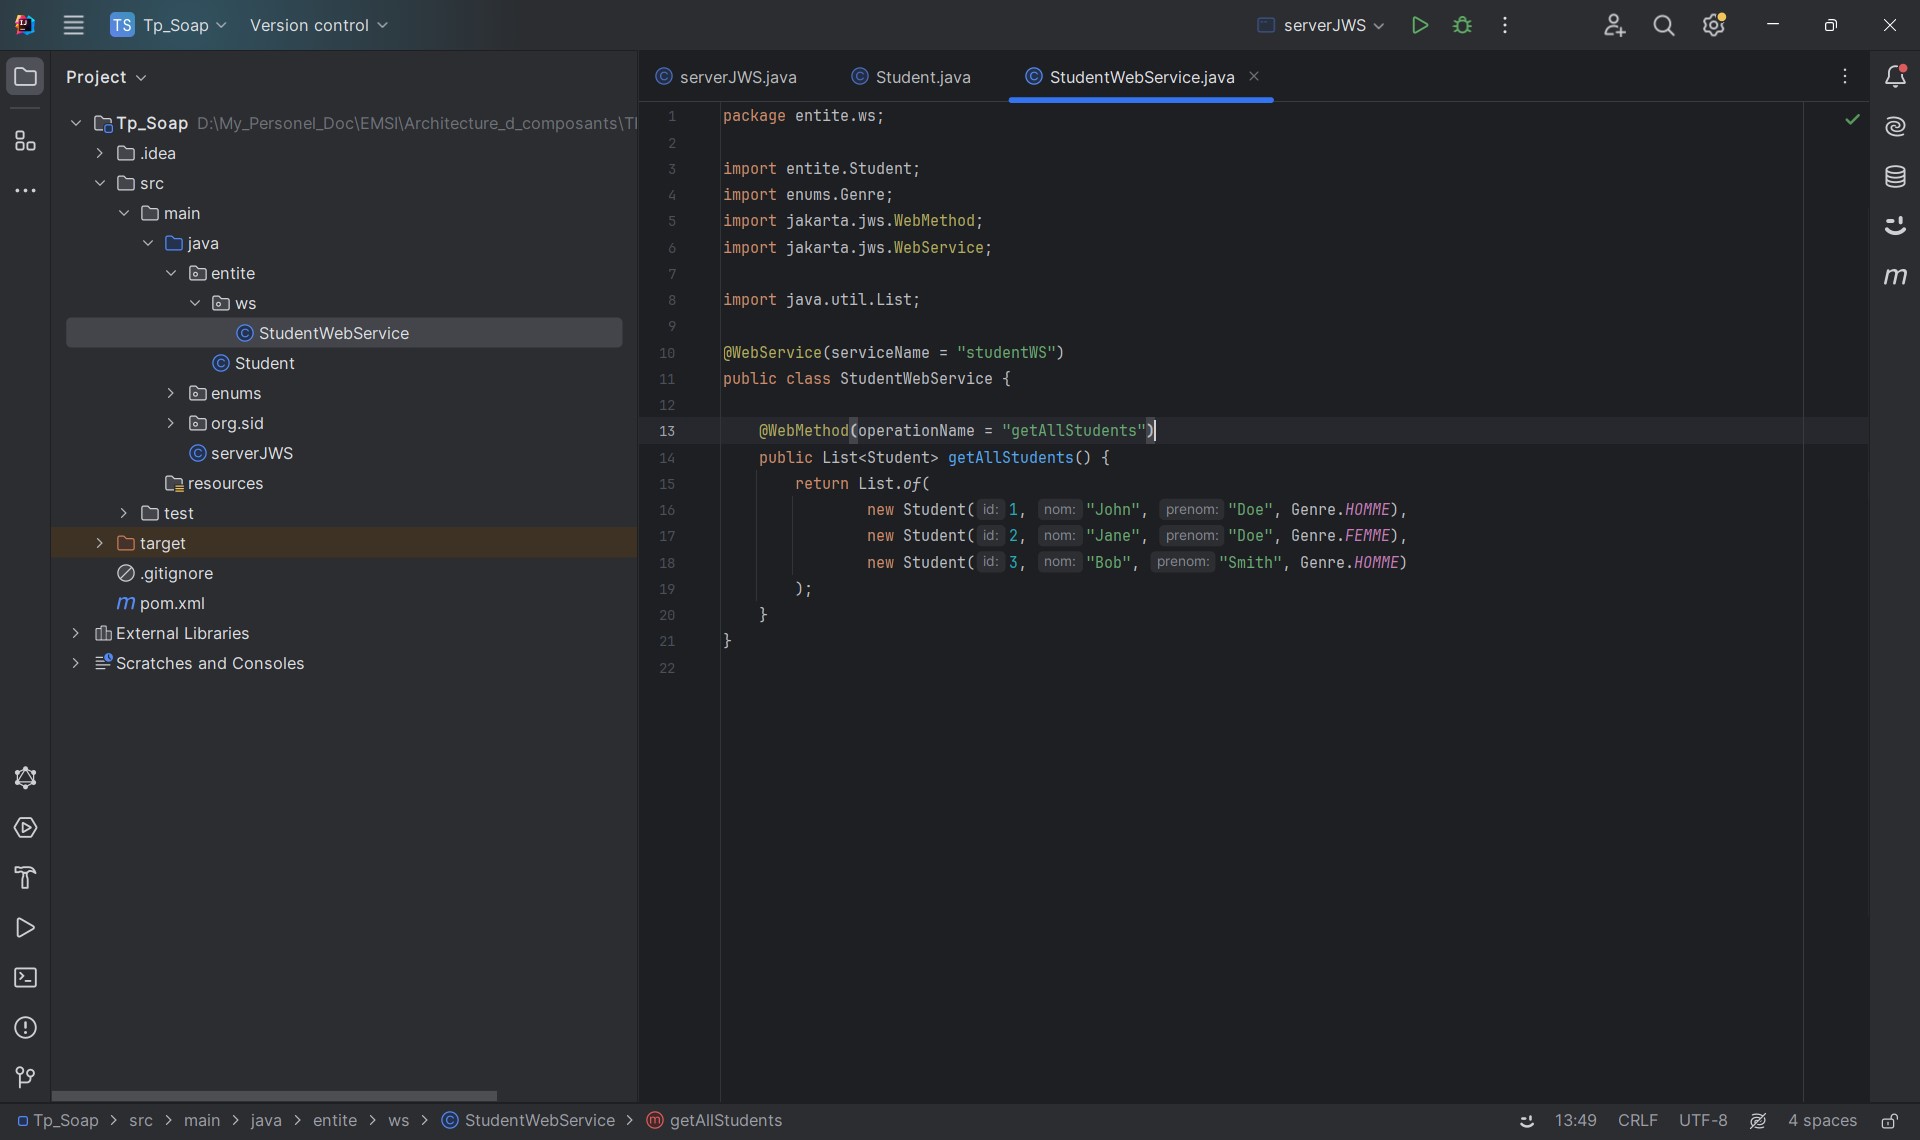 TS Tp_Soap Version control serverJWS
Project
serverJWS.java Student.java StudentWebService.java
Tp_Soap D:\My_Personel_Doc\EMSI\Architecture_d_composants\T
.idea
src
main
java
entite
ws
StudentWebService
Student
enums
org.sid
serverJWS
resources
test
target
.gitignore
m pom.xml
External Libraries
Scratches and Consoles
1 package entite.ws;
2
3 import entite.Student;
4 import enums.Genre;
5 import jakarta.jws.WebMethod;
6 import jakarta.jws.WebService;
7
8 import java.util.List;
9
10 @WebService(serviceName = "studentWS")
11 public class StudentWebService {
12
13 @WebMethod(operationName = "getAllStudents")
14 public List<Student> getAllStudents() {
15 return List.of(
16 new Student( id: 1, nom: "John", prenom: "Doe", Genre.HOMME),
17 new Student( id: 2, nom: "Jane", prenom: "Doe", Genre.FEMME),
18 new Student( id: 3, nom: "Bob", prenom: "Smith", Genre.HOMME)
19 );
20 }
21 }
22
m
Tp_Soap > src > main > java > entite > ws > StudentWebService > getAllStudents 13:49 CRLF UTF-8 4 spaces